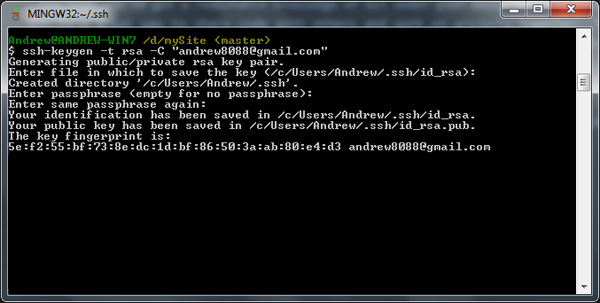 MINGW32:~/.ssh
Andrew@ANDREW-WIN7 /d/mySite (master)
$ ssh-keygen -t rsa -C "andrew8088@gmail.com"
Generating public/private rsa key pair.
Enter file in which to save the key (/c/Users/Andrew/.ssh/id_rsa):
Created directory '/c/Users/Andrew/.ssh'.
Enter passphrase (empty for no passphrase):
Enter same passphrase again:
Your identification has been saved in /c/Users/Andrew/.ssh/id_rsa.
Your public key has been saved in /c/Users/Andrew/.ssh/id_rsa.pub.
The key fingerprint is:
5e:f2:55:bf:73:8e:dc:1d:bf:86:50:3a:ab:80:e4:d3 andrew8088@gmail.com